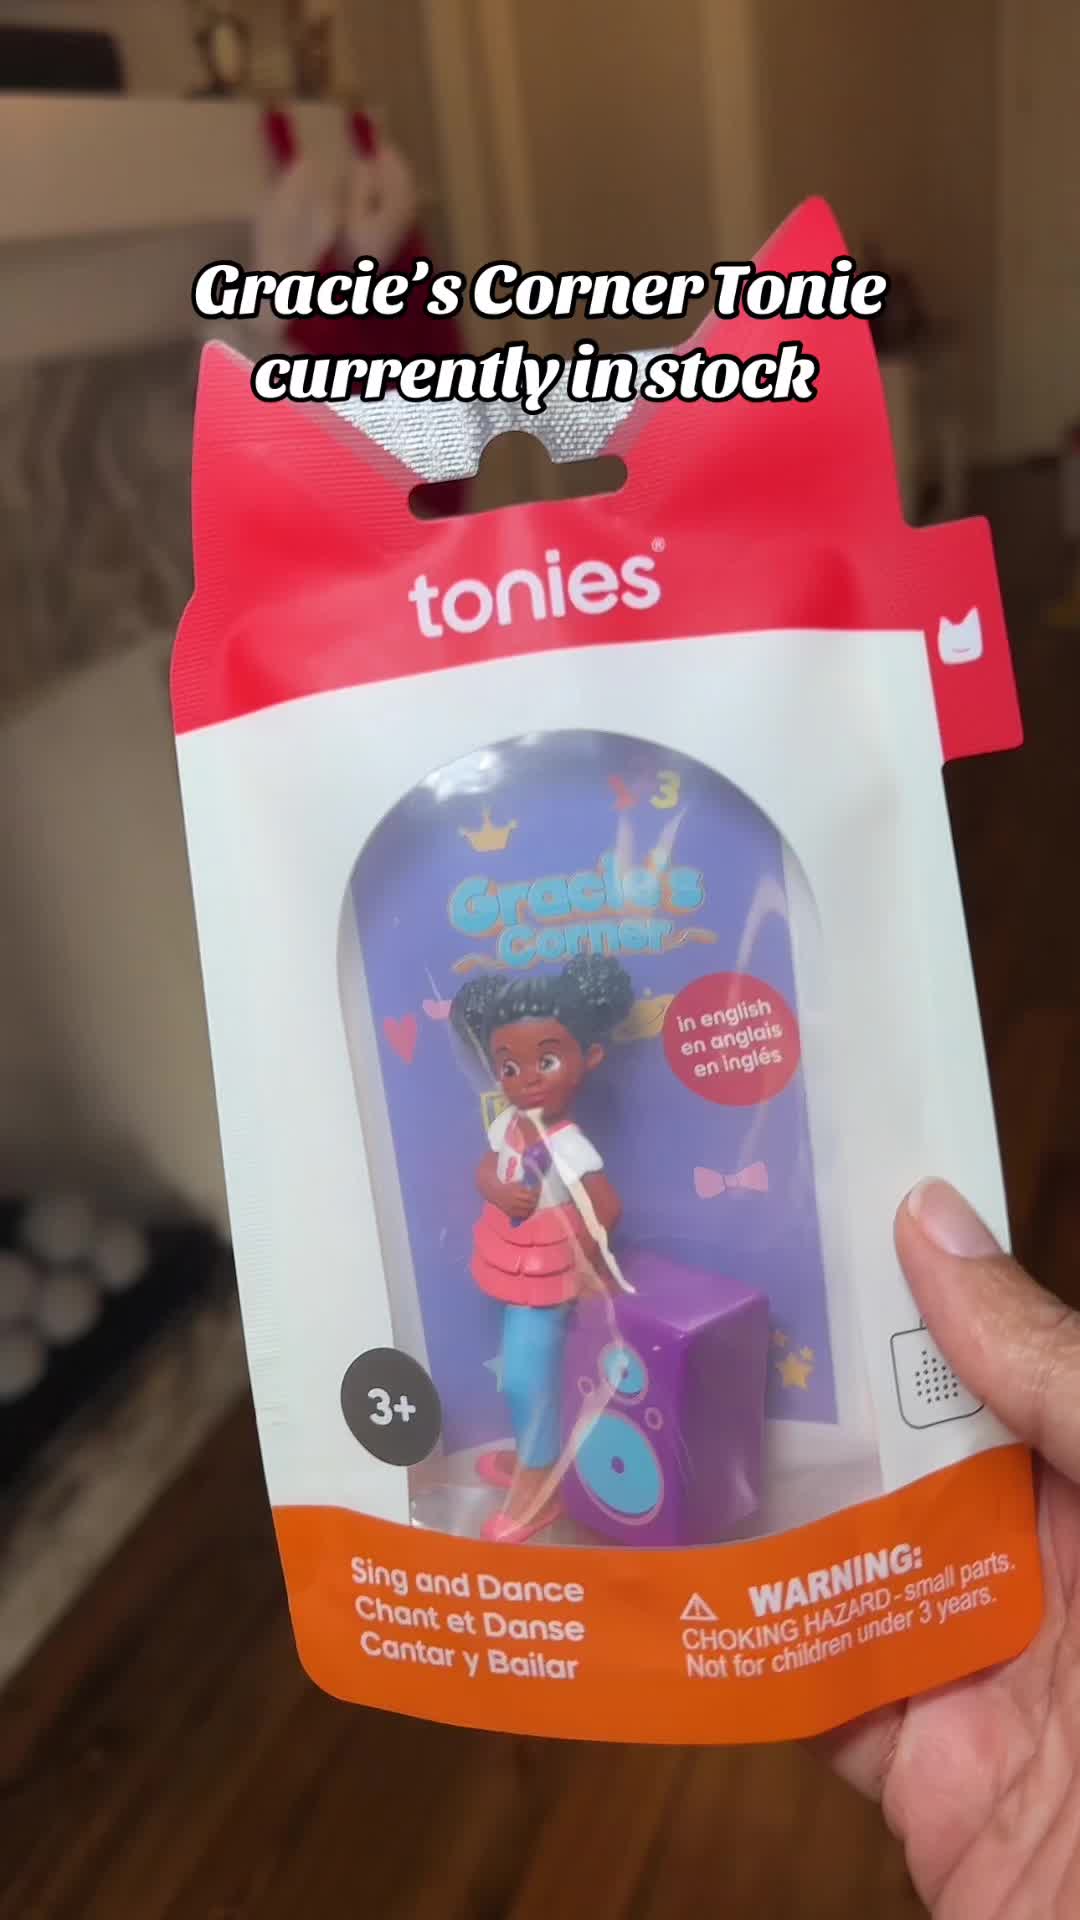 Gracie's Corner Tonie
currently in stock
tonies®
3
Gracie's
Corner
in english
en anglais
en inglés
3+
Sing and Dance
Chant et Danse
Cantar y Bailar
⚠ WARNING:
CHOKING HAZARD-small parts.
Not for children under 3 years.